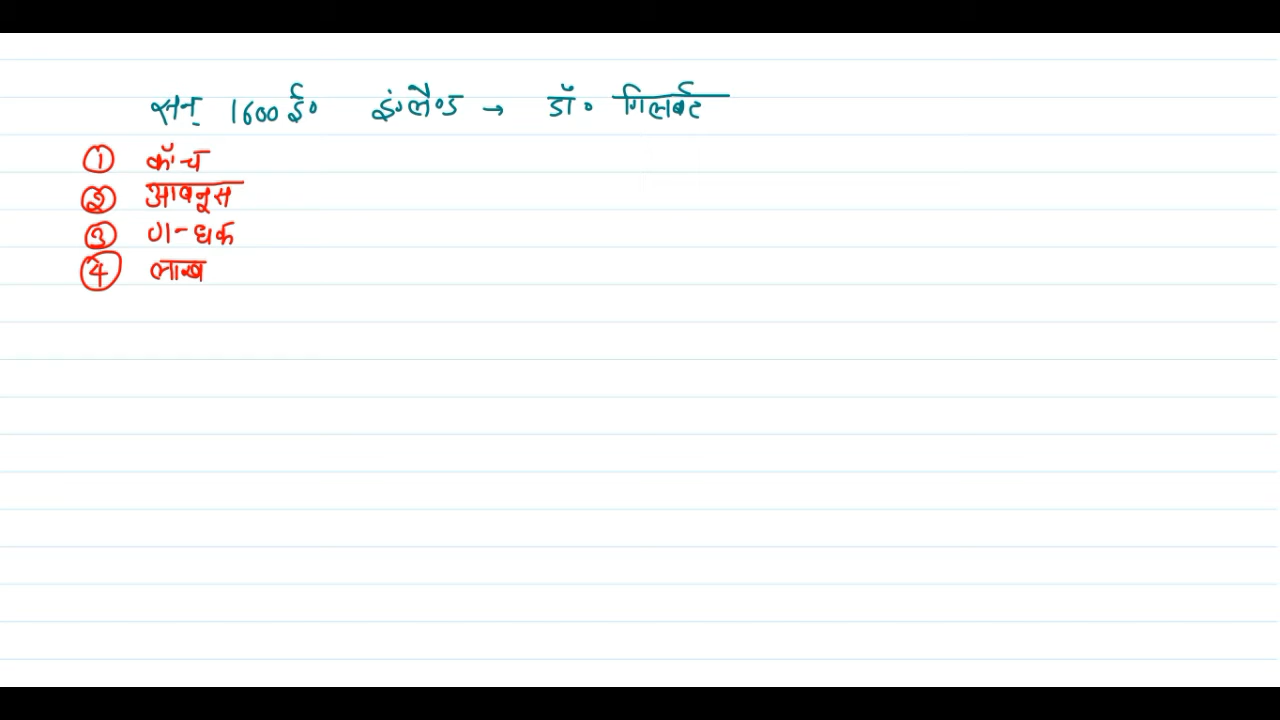 सन् 1600 ई० इंग्लैण्ड → डॉ० गिलबर्ट
① काँच
② आबनूस
③ गन्धक
④ लाख